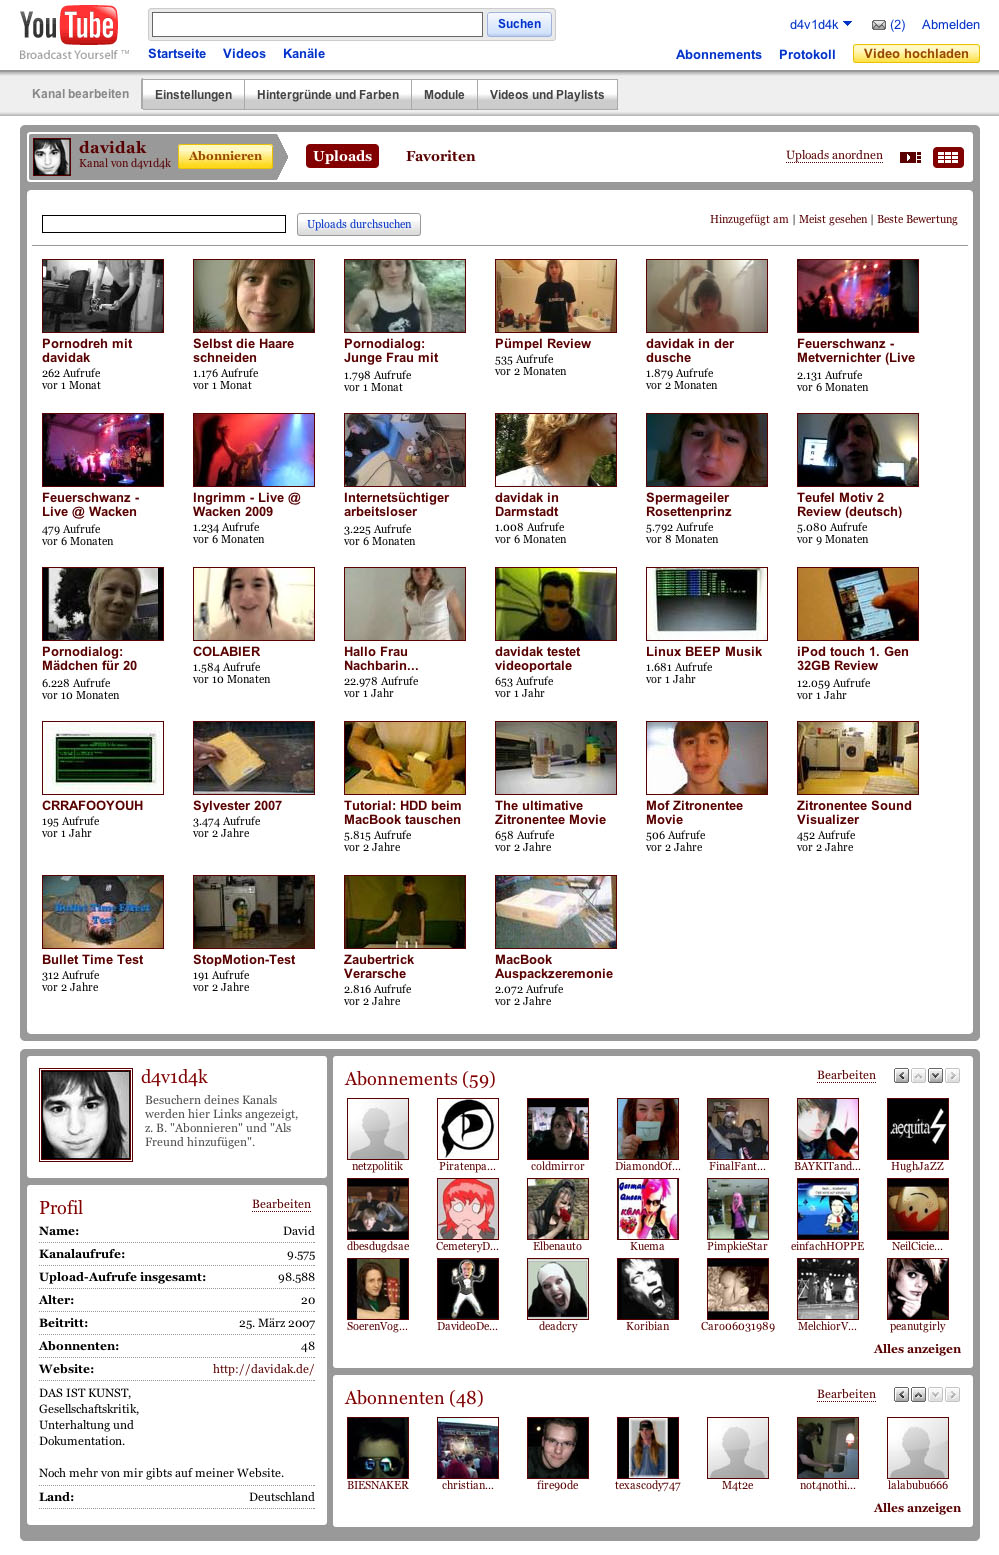 YouTube
Broadcast Yourself™
Suchen
d4v1d4k (2) Abmelden
Startseite Videos Kanäle
Abonnements Protokoll Video hochladen
Kanal bearbeiten Einstellungen Hintergründe und Farben Module Videos und Playlists
davidak
Kanal von d4v1d4k
Abonnieren
Uploads Favoriten
Uploads anordnen
Uploads durchsuchen
Hinzugefügt am | Meist gesehen | Beste Bewertung
Pornodreh mit
davidak
262 Aufrufe
vor 1 Monat
Selbst die Haare
schneiden
1.176 Aufrufe
vor 1 Monat
Pornodialog:
Junge Frau mit
1.798 Aufrufe
vor 1 Monat
Pümpel Review
535 Aufrufe
vor 2 Monaten
davidak in der
dusche
1.879 Aufrufe
vor 2 Monaten
Feuerschwanz -
Metvernichter (Live
2.131 Aufrufe
vor 6 Monaten
Feuerschwanz -
Live @ Wacken
479 Aufrufe
vor 6 Monaten
Ingrimm - Live @
Wacken 2009
1.234 Aufrufe
vor 6 Monaten
Internetsüchtiger
arbeitsloser
3.225 Aufrufe
vor 6 Monaten
davidak in
Darmstadt
1.008 Aufrufe
vor 6 Monaten
Spermageiler
Rosettenprinz
5.792 Aufrufe
vor 8 Monaten
Teufel Motiv 2
Review (deutsch)
5.080 Aufrufe
vor 9 Monaten
Pornodialog:
Mädchen für 20
6.228 Aufrufe
vor 10 Monaten
COLABIER
1.584 Aufrufe
vor 10 Monaten
Hallo Frau
Nachbarin...
22.978 Aufrufe
vor 1 Jahr
davidak testet
videoportale
653 Aufrufe
vor 1 Jahr
Linux BEEP Musik
1.681 Aufrufe
vor 1 Jahr
iPod touch 1. Gen
32GB Review
12.059 Aufrufe
vor 1 Jahr
CRRAFOOYOUH
195 Aufrufe
vor 1 Jahr
Sylvester 2007
3.474 Aufrufe
vor 2 Jahre
Tutorial: HDD beim
MacBook tauschen
5.815 Aufrufe
vor 2 Jahre
The ultimative
Zitronentee Movie
658 Aufrufe
vor 2 Jahre
Mof Zitronentee
Movie
506 Aufrufe
vor 2 Jahre
Zitronentee Sound
Visualizer
452 Aufrufe
vor 2 Jahre
Bullet Time Effect
Test
Bullet Time Test
312 Aufrufe
vor 2 Jahre
StopMotion-Test
191 Aufrufe
vor 2 Jahre
Zaubertrick
Verarsche
2.816 Aufrufe
vor 2 Jahre
MacBook
Auspackzeremonie
2.072 Aufrufe
vor 2 Jahre
d4v1d4k
Besuchern deines Kanals
werden hier Links angezeigt,
z. B. "Abonnieren" und "Als
Freund hinzufügen".
Profil Bearbeiten
Name: David
Kanalaufrufe: 9.575
Upload-Aufrufe insgesamt: 98.588
Alter: 20
Beitritt: 25. März 2007
Abonnenten: 48
Website: http://davidak.de/
DAS IST KUNST,
Gesellschaftskritik,
Unterhaltung und
Dokumentation.
Noch mehr von mir gibts auf meiner Website.
Land: Deutschland
Abonnements (59) Bearbeiten
aequitas
netzpolitik Piratenpa... coldmirror DiamondOf... FinalFant... BAYKITand... HughJaZZ
German
Queen
dbesdugdsae CemeteryD... Elbenauto Kuema PimpkieStar einfachHOPPE NeilCicie...
SoerenVog... DavideoDe... deadcry Koribian Caro06031989 MelchiorV... peanutgirly
Alles anzeigen
Abonnenten (48) Bearbeiten
BIESNAKER christian... fire90de texascody747 M4t2e not4nothi... lalabubu666
Alles anzeigen